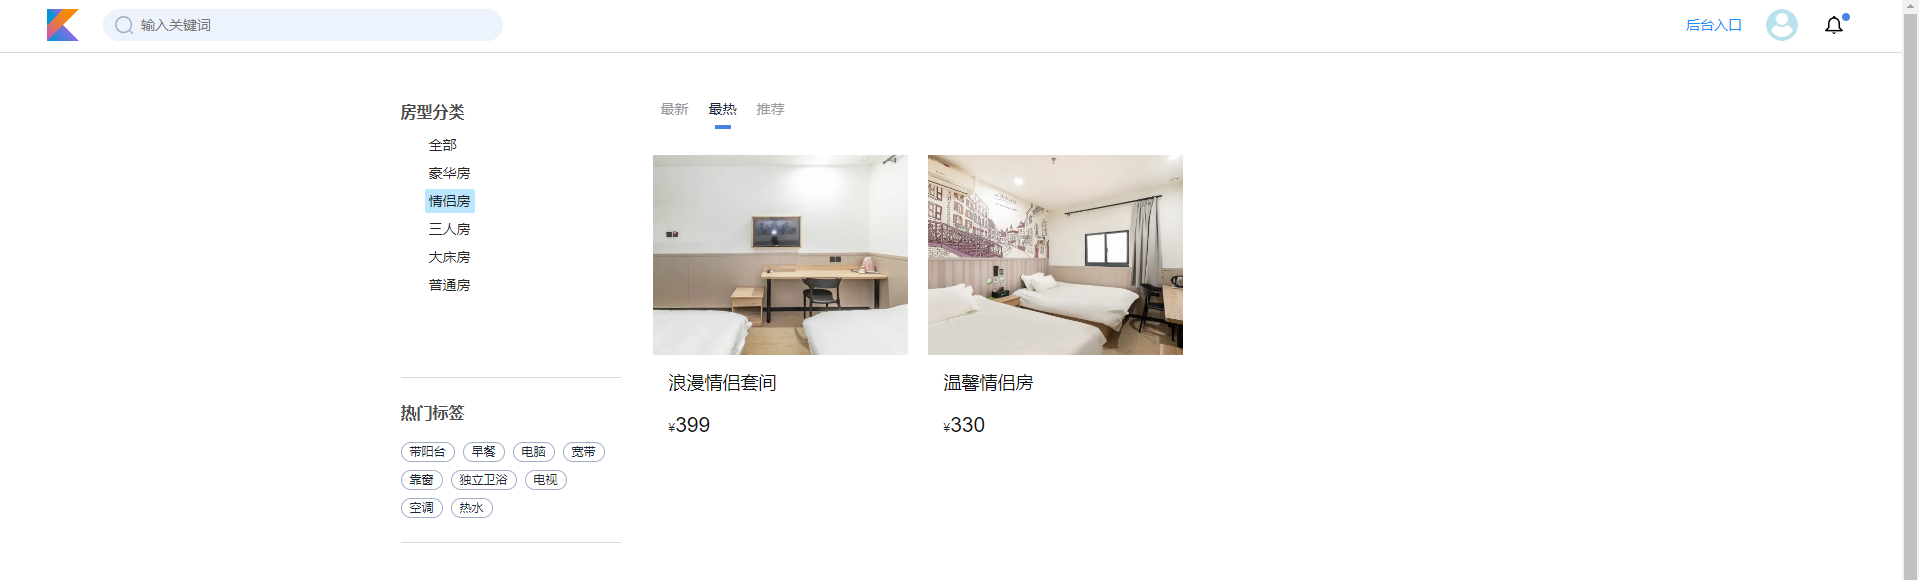 输入关键词
后台入口
房型分类
全部
豪华房
情侣房
三人房
大床房
普通房
热门标签
带阳台 早餐 电脑 宽带
靠窗 独立卫浴 电视
空调 热水
最新 最热 推荐
浪漫情侣套间
¥399
温馨情侣房
¥330